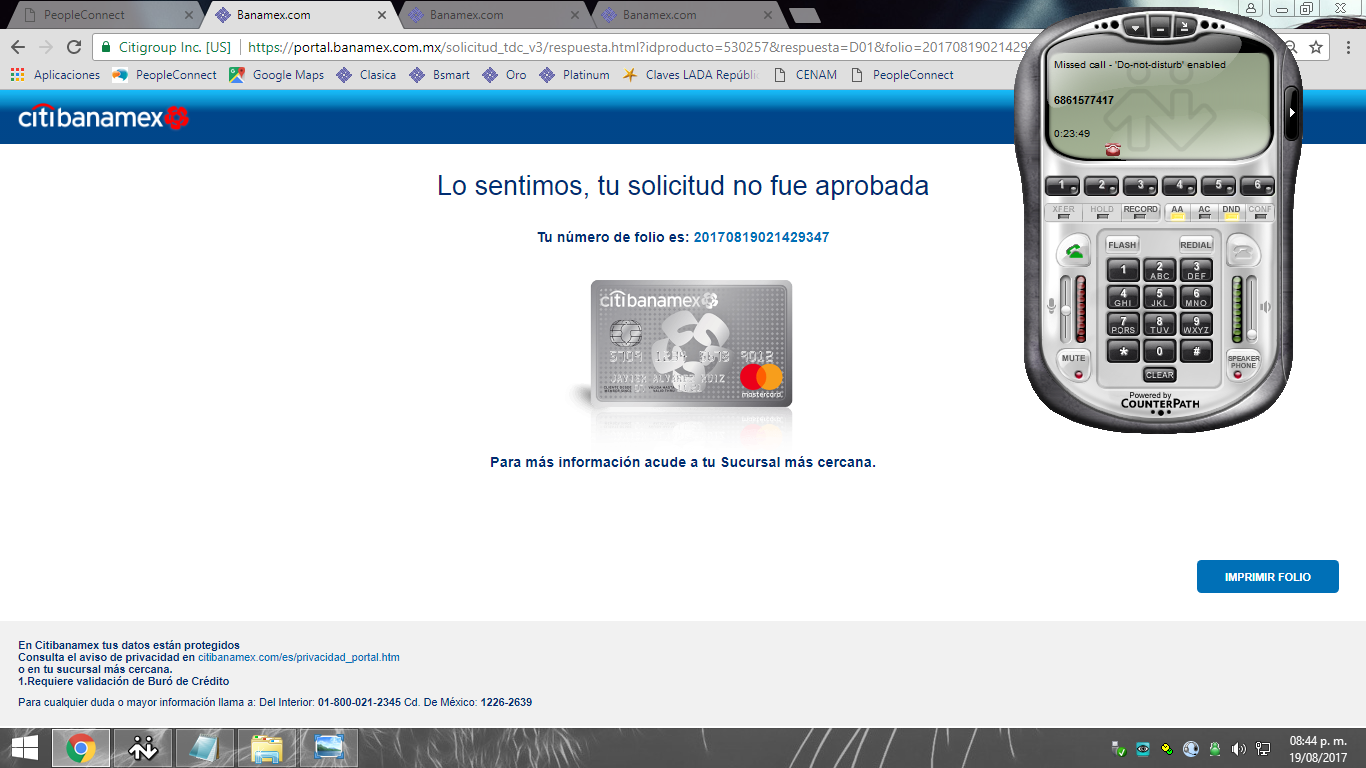 PeopleConnect
Banamex.com
Banamex.com
Banamex.com
Citigroup Inc. [US]
https://portal.banamex.com.mx/solicitud_tdc_v3/respuesta.html?idproducto=530257&respuesta=D01&folio=2017081902142
Aplicaciones PeopleConnect Google Maps Clasica Bsmart Oro Platinum Claves LADA Repúblic CENAM PeopleConnect
citibanamex
Lo sentimos, tu solicitud no fue aprobada
Tu número de folio es: 20170819021429347
citibanamex
mastercard
Para más información acude a tu Sucursal más cercana.
IMPRIMIR FOLIO
En Citibanamex tus datos están protegidos
Consulta el aviso de privacidad en citibanamex.com/es/privacidad_portal.htm
o en tu sucursal más cercana.
1.Requiere validación de Buró de Crédito
Para cualquier duda o mayor información llama a: Del Interior: 01-800-021-2345 Cd. De México: 1226-2639
Missed call - 'Do-not-disturb' enabled
6861577417
0:23:49
1 2 3 4 5 6
XFER HOLD RECORD AA AC DND CONF
FLASH REDIAL
1 2 ABC 3 DEF
4 GHI 5 JKL 6 MNO
7 PQRS 8 TUV 9 WXYZ
* 0 #
MUTE
SPEAKER PHONE
CLEAR
Powered by
COUNTERPATH
08:44 p. m.
19/08/2017